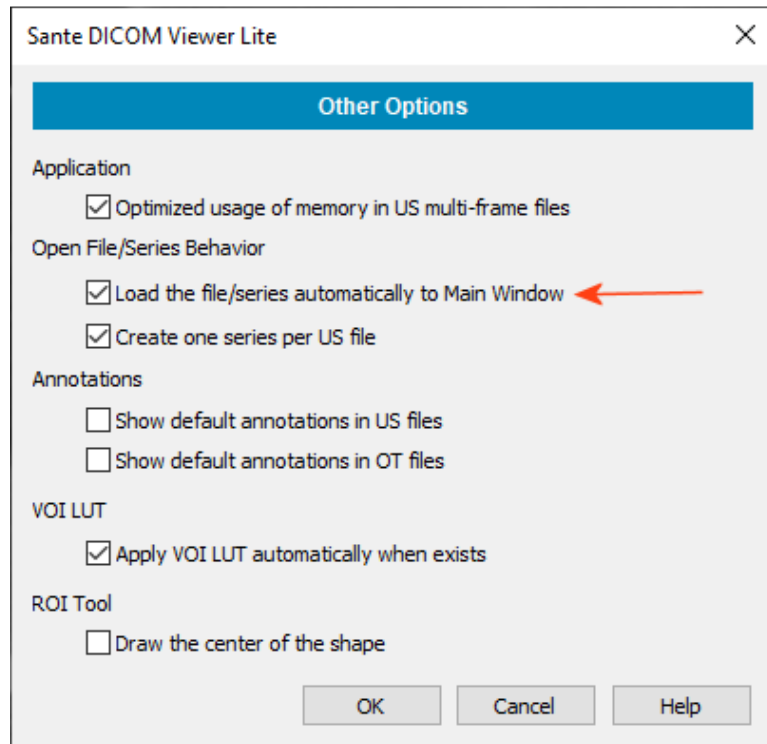 Sante DICOM Viewer Lite
Other Options
Application
Optimized usage of memory in US multi-frame files
Open File/Series Behavior
Load the file/series automatically to Main Window
Create one series per US file
Annotations
Show default annotations in US files
Show default annotations in OT files
VOI LUT
Apply VOI LUT automatically when exists
ROI Tool
Draw the center of the shape
OK Cancel Help